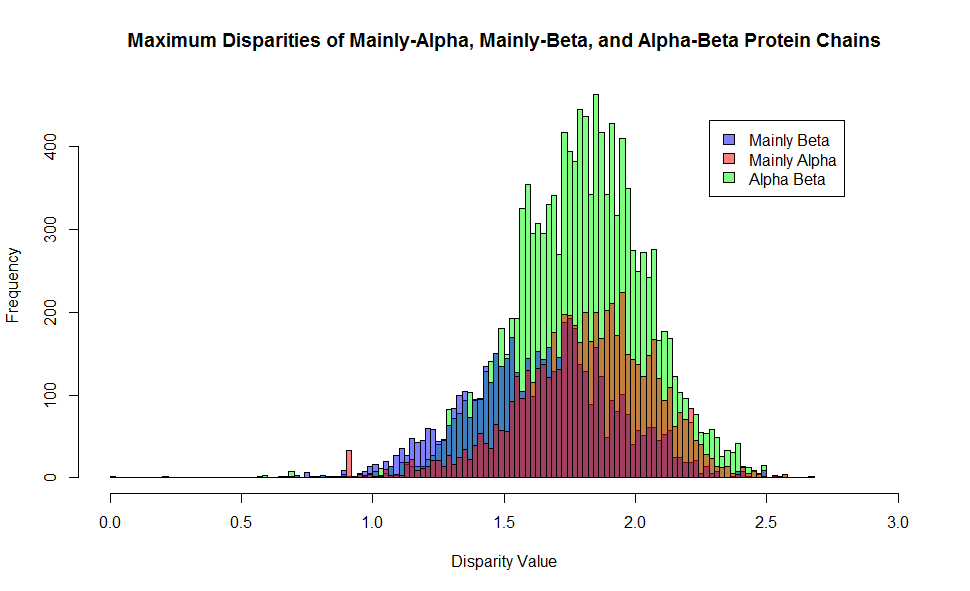 Maximum Disparities of Mainly-Alpha, Mainly-Beta, and Alpha-Beta Protein Chains
Mainly Beta
Mainly Alpha
Alpha Beta
400
300
200
100
0
Frequency
0.0 0.5 1.0 1.5 2.0 2.5 3.0
Disparity Value